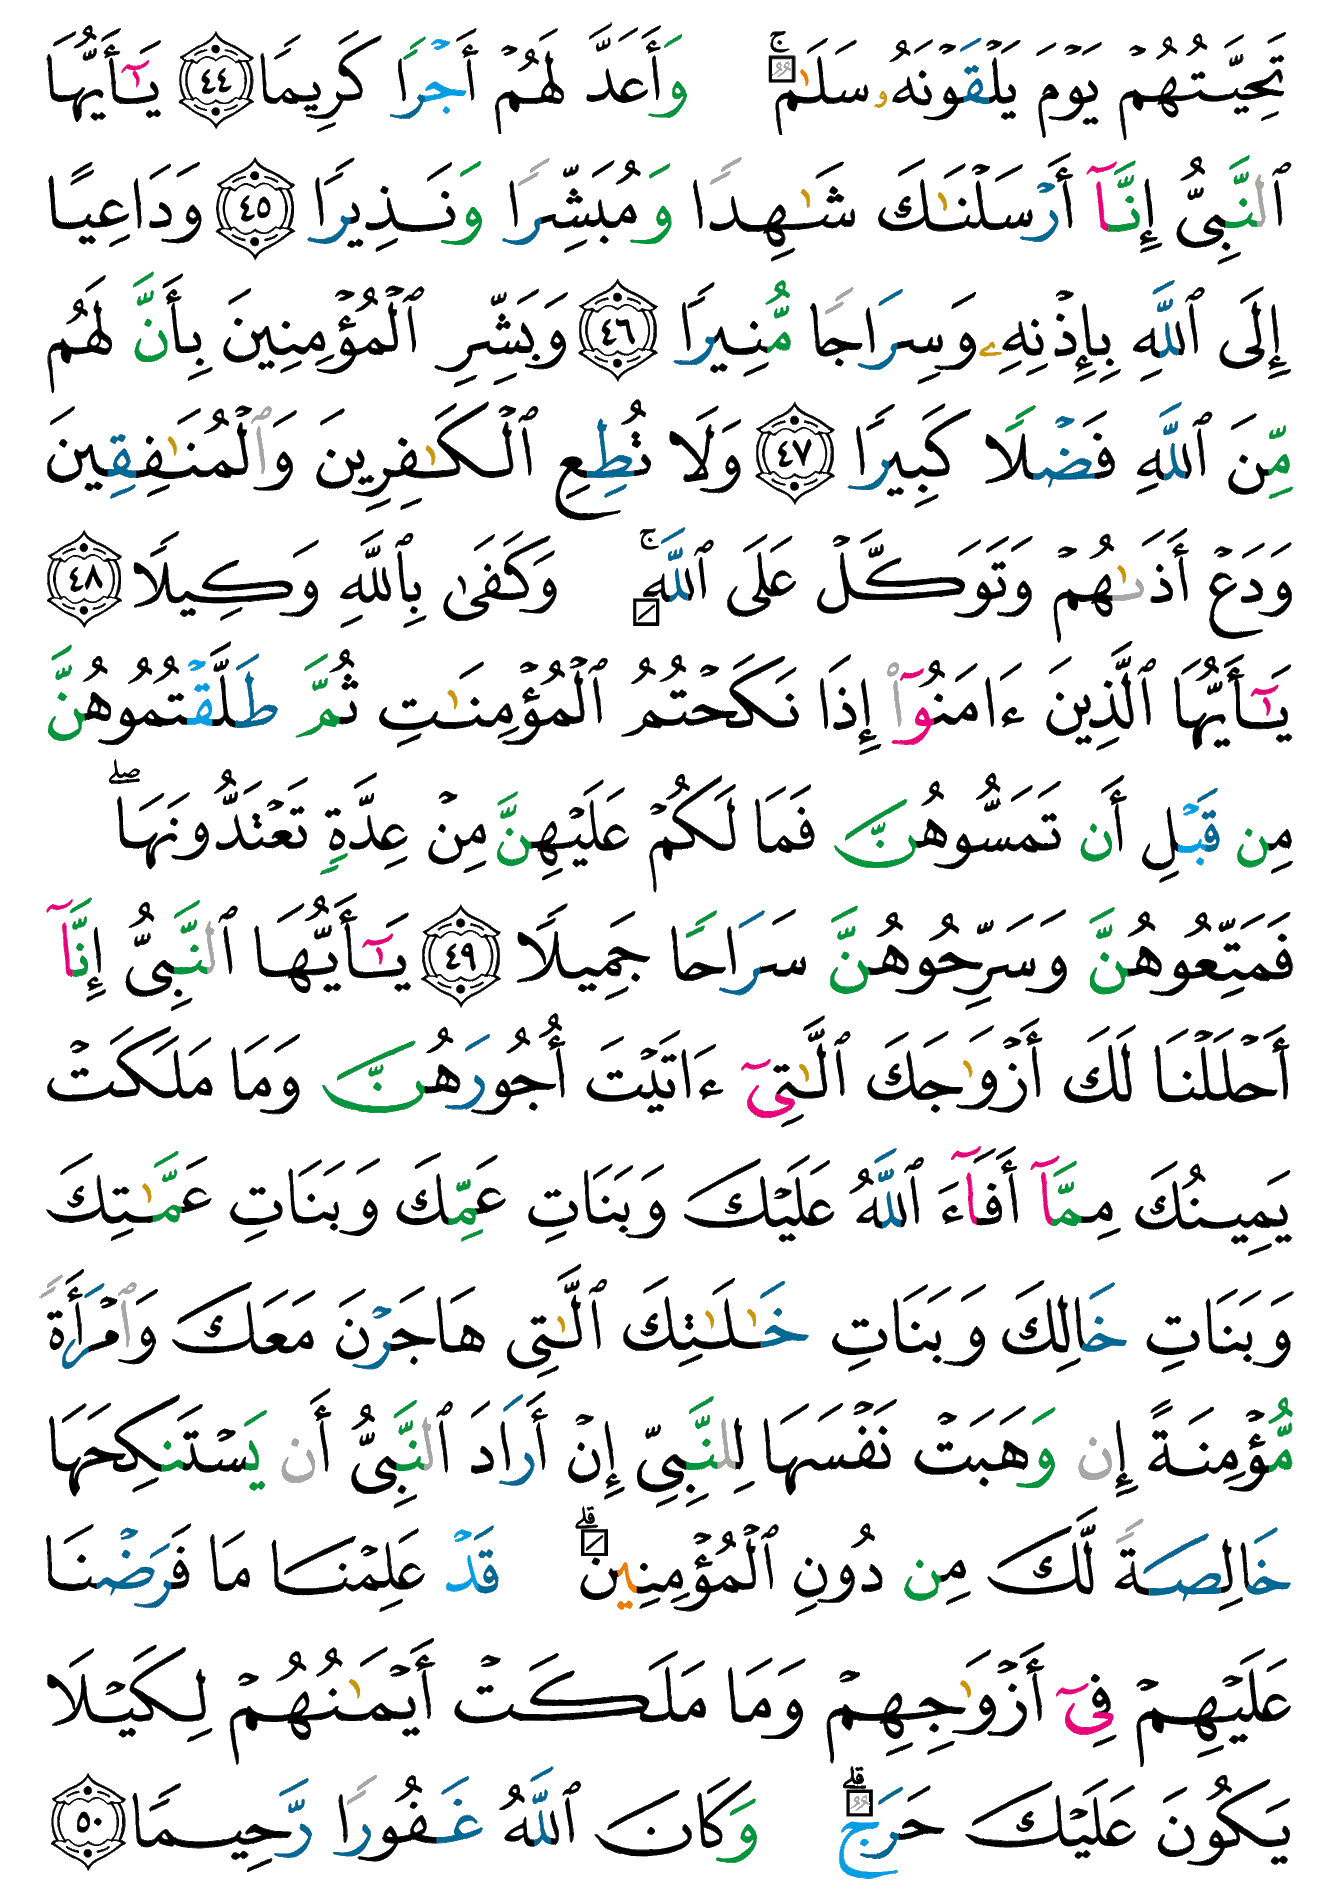 تَحِيَّتُهُمۡ يَوۡمَ يَلۡقَوۡنَهُۥ سَلَٰمٞۚ وَأَعَدَّ لَهُمۡ أَجۡرٗا كَرِيمٗا ٤٤ يَٰٓأَيُّهَا
ٱلنَّبِيُّ إِنَّآ أَرۡسَلۡنَٰكَ شَٰهِدٗا وَمُبَشِّرٗا وَنَذِيرٗا ٤٥ وَدَاعِيًا
إِلَى ٱللَّهِ بِإِذۡنِهِۦ وَسِرَاجٗا مُّنِيرٗا ٤٦ وَبَشِّرِ ٱلۡمُؤۡمِنِينَ بِأَنَّ لَهُم
مِّنَ ٱللَّهِ فَضۡلٗا كَبِيرٗا ٤٧ وَلَا تُطِعِ ٱلۡكَٰفِرِينَ وَٱلۡمُنَٰفِقِينَ
وَدَعۡ أَذَىٰهُمۡ وَتَوَكَّلۡ عَلَى ٱللَّهِۚ وَكَفَىٰ بِٱللَّهِ وَكِيلٗا ٤٨
يَٰٓأَيُّهَا ٱلَّذِينَ ءَامَنُوٓاْ إِذَا نَكَحۡتُمُ ٱلۡمُؤۡمِنَٰتِ ثُمَّ طَلَّقۡتُمُوهُنَّ
مِن قَبۡلِ أَن تَمَسُّوهُنَّ فَمَا لَكُمۡ عَلَيۡهِنَّ مِنۡ عِدَّةٖ تَعۡتَدُّونَهَاۖ
فَمَتِّعُوهُنَّ وَسَرِّحُوهُنَّ سَرَاحٗا جَمِيلٗا ٤٩ يَٰٓأَيُّهَا ٱلنَّبِيُّ إِنَّآ
أَحۡلَلۡنَا لَكَ أَزۡوَٰجَكَ ٱلَّٰتِيٓ ءَاتَيۡتَ أُجُورَهُنَّ وَمَا مَلَكَتۡ
يَمِينُكَ مِمَّآ أَفَآءَ ٱللَّهُ عَلَيۡكَ وَبَنَاتِ عَمِّكَ وَبَنَاتِ عَمَّٰتِكَ
وَبَنَاتِ خَالِكَ وَبَنَاتِ خَٰلَٰتِكَ ٱلَّٰتِي هَاجَرۡنَ مَعَكَ وَٱمۡرَأَةٗ
مُّؤۡمِنَةً إِن وَهَبَتۡ نَفۡسَهَا لِلنَّبِيِّ إِنۡ أَرَادَ ٱلنَّبِيُّ أَن يَسۡتَنكِحَهَا
خَالِصَةٗ لَّكَ مِن دُونِ ٱلۡمُؤۡمِنِينَۗ قَدۡ عَلِمۡنَا مَا فَرَضۡنَا
عَلَيۡهِمۡ فِيٓ أَزۡوَٰجِهِمۡ وَمَا مَلَكَتۡ أَيۡمَٰنُهُمۡ لِكَيۡلَا
يَكُونَ عَلَيۡكَ حَرَجٞۗ وَكَانَ ٱللَّهُ غَفُورٗا رَّحِيمٗا ٥٠